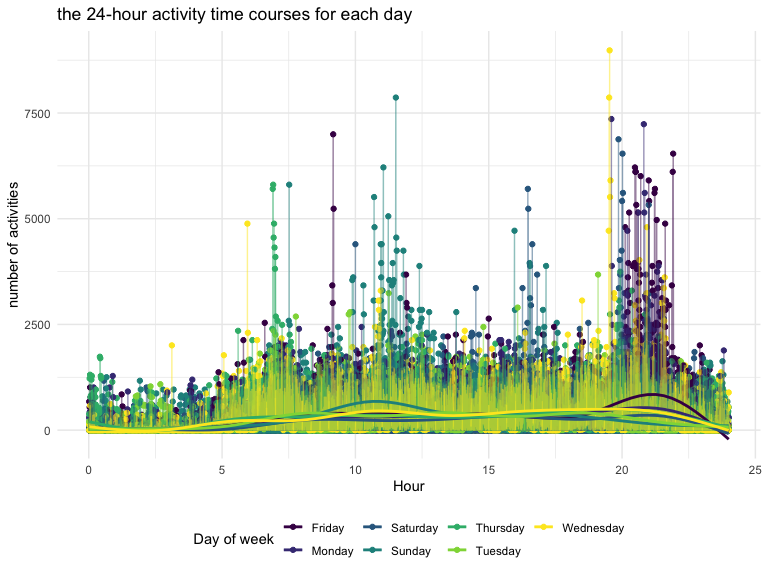 the 24-hour activity time courses for each day
number of activities
7500
5000
2500
0
0 5 10 15 20 25
Hour
Day of week
Friday Saturday Thursday Wednesday
Monday Sunday Tuesday